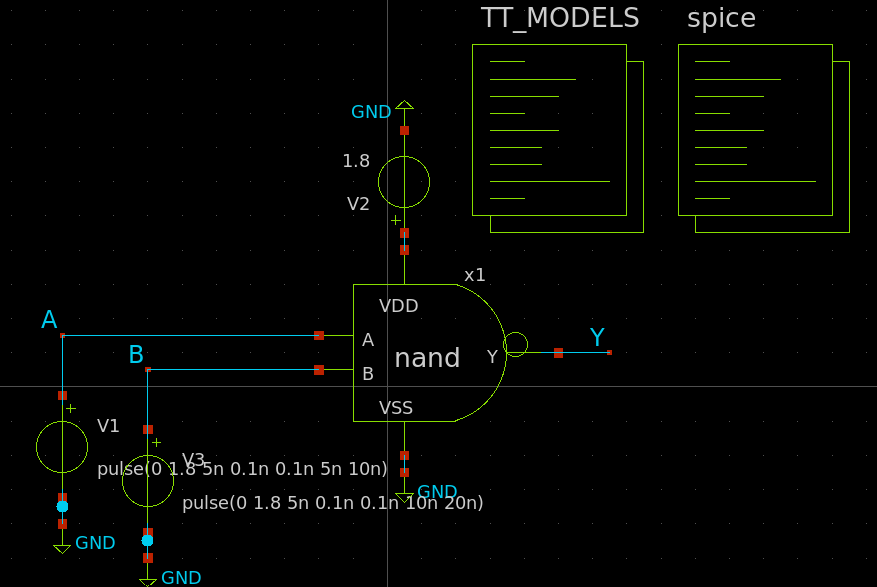 TT_MODELS spice
GND
1.8
V2
x1
VDD
A
A
Y
B
nand
Y
B
VSS
V1
V3
pulse(0 1.8 5n 0.1n 0.1n 5n 10n)
GND
pulse(0 1.8 5n 0.1n 0.1n 10n 20n)
GND
GND